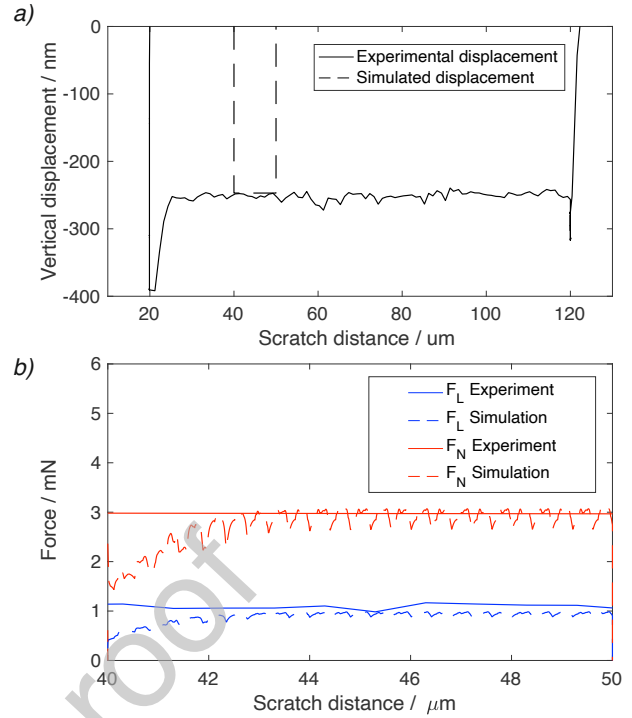 a)
0
-100
-200
-300
-400
Vertical displacement / nm
Experimental displacement
Simulated displacement
20 40 60 80 100 120
Scratch distance / um
b)
6
5
4
3
2
1
0
Force / mN
F_L Experiment
F_L Simulation
F_N Experiment
F_N Simulation
40 42 44 46 48 50
Scratch distance / μm
roof